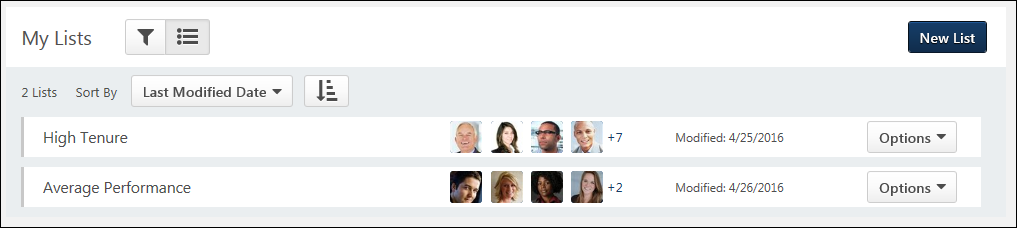 My Lists New List
2 Lists Sort By Last Modified Date
High Tenure +7 Modified: 4/25/2016 Options
Average Performance +2 Modified: 4/26/2016 Options